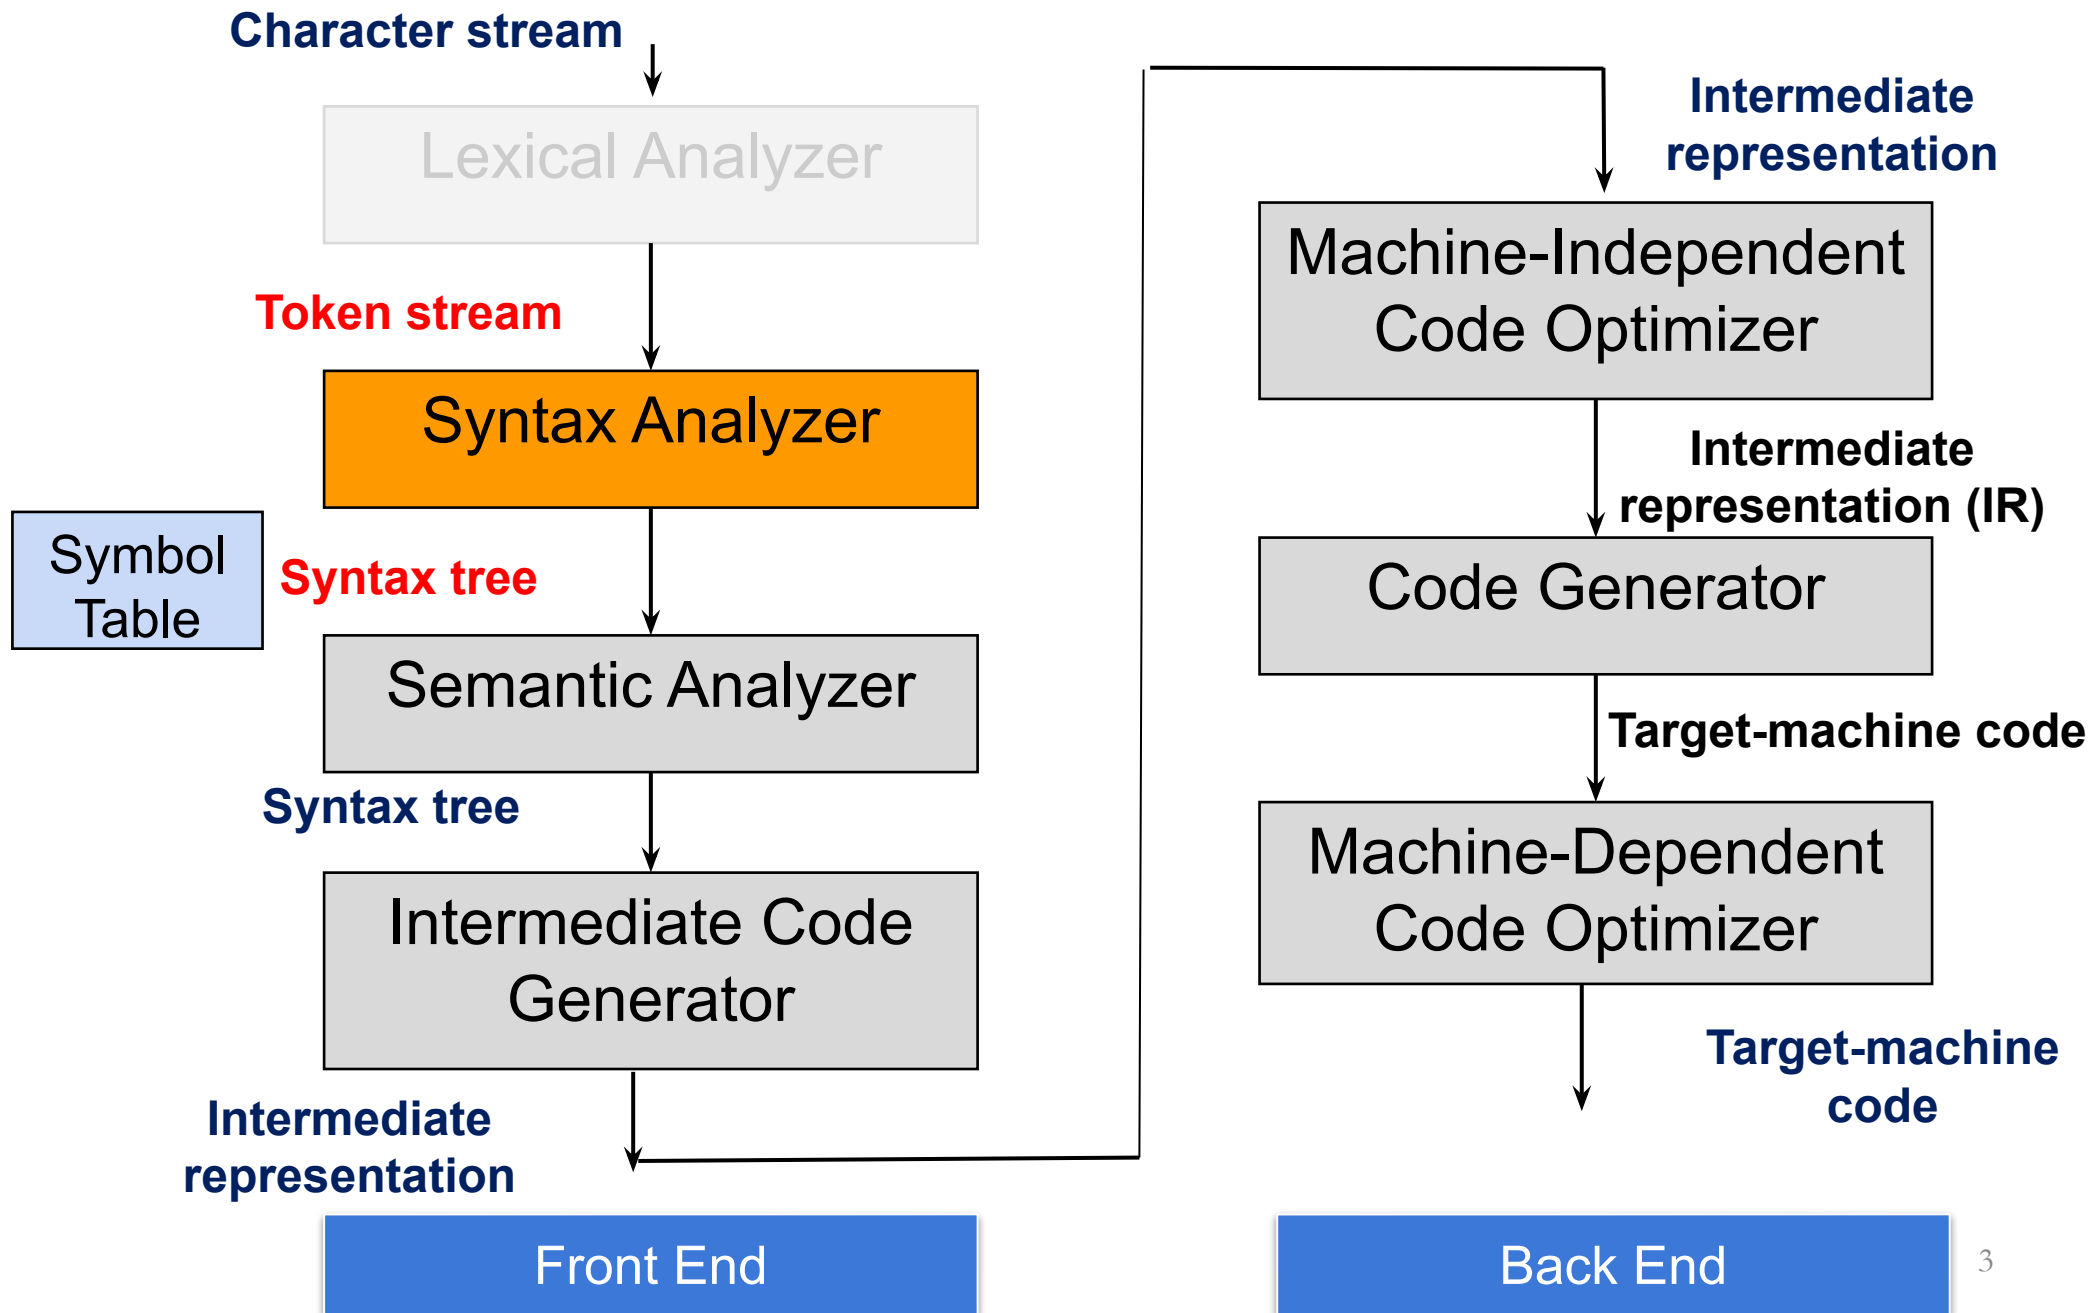 Character stream
Lexical Analyzer
Token stream
Syntax Analyzer
Symbol
Table
Syntax tree
Semantic Analyzer
Syntax tree
Intermediate Code
Generator
Intermediate
representation
Front End
Intermediate
representation
Machine-Independent
Code Optimizer
Intermediate
representation (IR)
Code Generator
Target-machine code
Machine-Dependent
Code Optimizer
Target-machine
code
Back End
3